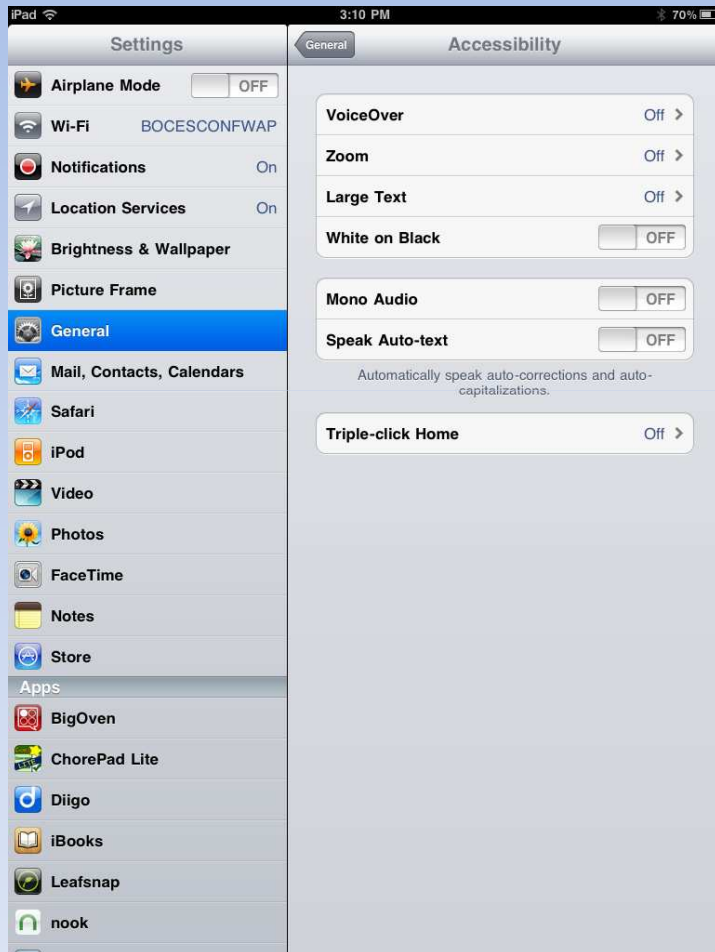 iPad 3:10 PM 70%
Settings
Airplane Mode OFF
Wi-Fi BOCESCONFWAP
Notifications On
Location Services On
Brightness & Wallpaper
Picture Frame
General
Mail, Contacts, Calendars
Safari
iPod
Video
Photos
FaceTime
Notes
Store
Apps
BigOven
ChorePad Lite
LITE
Diigo
iBooks
Leafsnap
nook
General Accessibility
VoiceOver Off
Zoom Off
Large Text Off
White on Black OFF
Mono Audio OFF
Speak Auto-text OFF
Automatically speak auto-corrections and auto-
capitalizations.
Triple-click Home Off